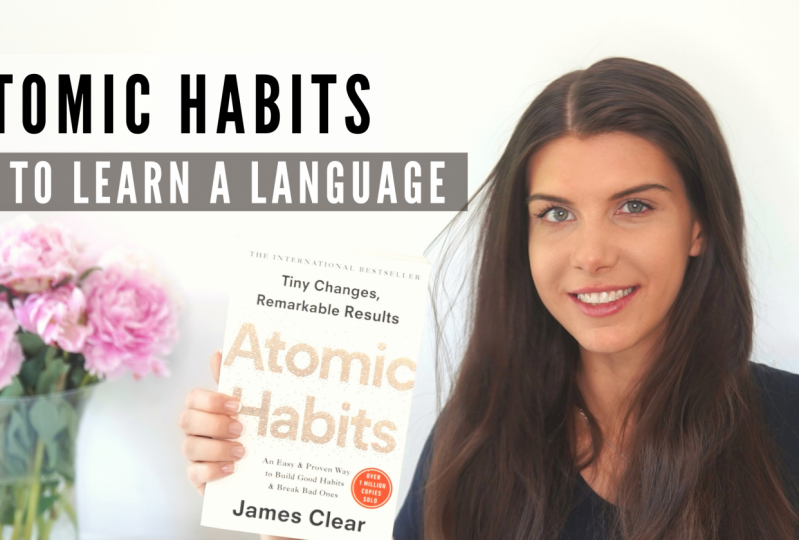 TOMIC HABITS
TO LEARN A LANGUAGE
THE INTERNATIONAL BESTSELLER
Tiny Changes,
Remarkable Results
Atomic
Habits
An Easy & Proven Way
to Build Good Habits
& Break Bad Ones
OVER
1 MILLION
COPIES
SOLD
James Clear